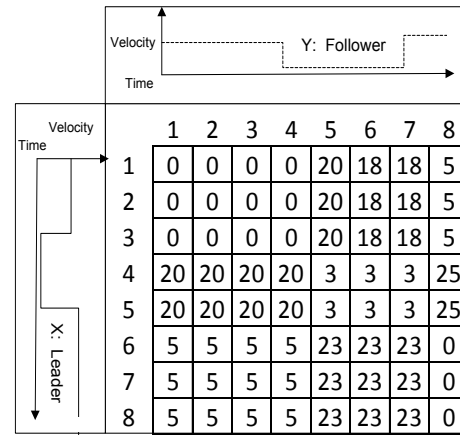 Velocity
Y: Follower
Time
Velocity
Time
1 2 3 4 5 6 7 8
1 0 0 0 0 20 18 18 5
2 0 0 0 0 20 18 18 5
3 0 0 0 0 20 18 18 5
4 20 20 20 20 3 3 3 25
5 20 20 20 20 3 3 3 25
6 5 5 5 5 23 23 23 0
7 5 5 5 5 23 23 23 0
8 5 5 5 5 23 23 23 0
X: Leader